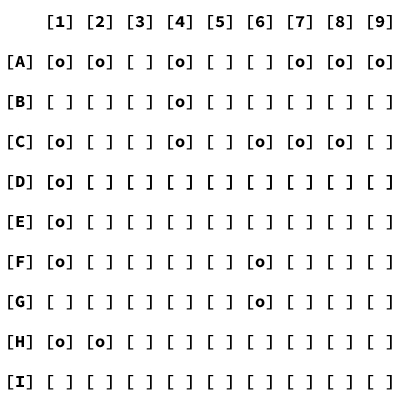 [1] [2] [3] [4] [5] [6] [7] [8] [9]
[A] [o] [o] [ ] [o] [ ] [ ] [o] [o] [o]
[B] [ ] [ ] [ ] [o] [ ] [ ] [ ] [ ] [ ]
[C] [o] [ ] [ ] [o] [ ] [o] [o] [o] [ ]
[D] [o] [ ] [ ] [ ] [ ] [ ] [ ] [ ] [ ]
[E] [o] [ ] [ ] [ ] [ ] [ ] [ ] [ ] [ ]
[F] [o] [ ] [ ] [ ] [ ] [o] [ ] [ ] [ ]
[G] [ ] [ ] [ ] [ ] [ ] [o] [ ] [ ] [ ]
[H] [o] [o] [ ] [ ] [ ] [ ] [ ] [ ] [ ]
[I] [ ] [ ] [ ] [ ] [ ] [ ] [ ] [ ] [ ]